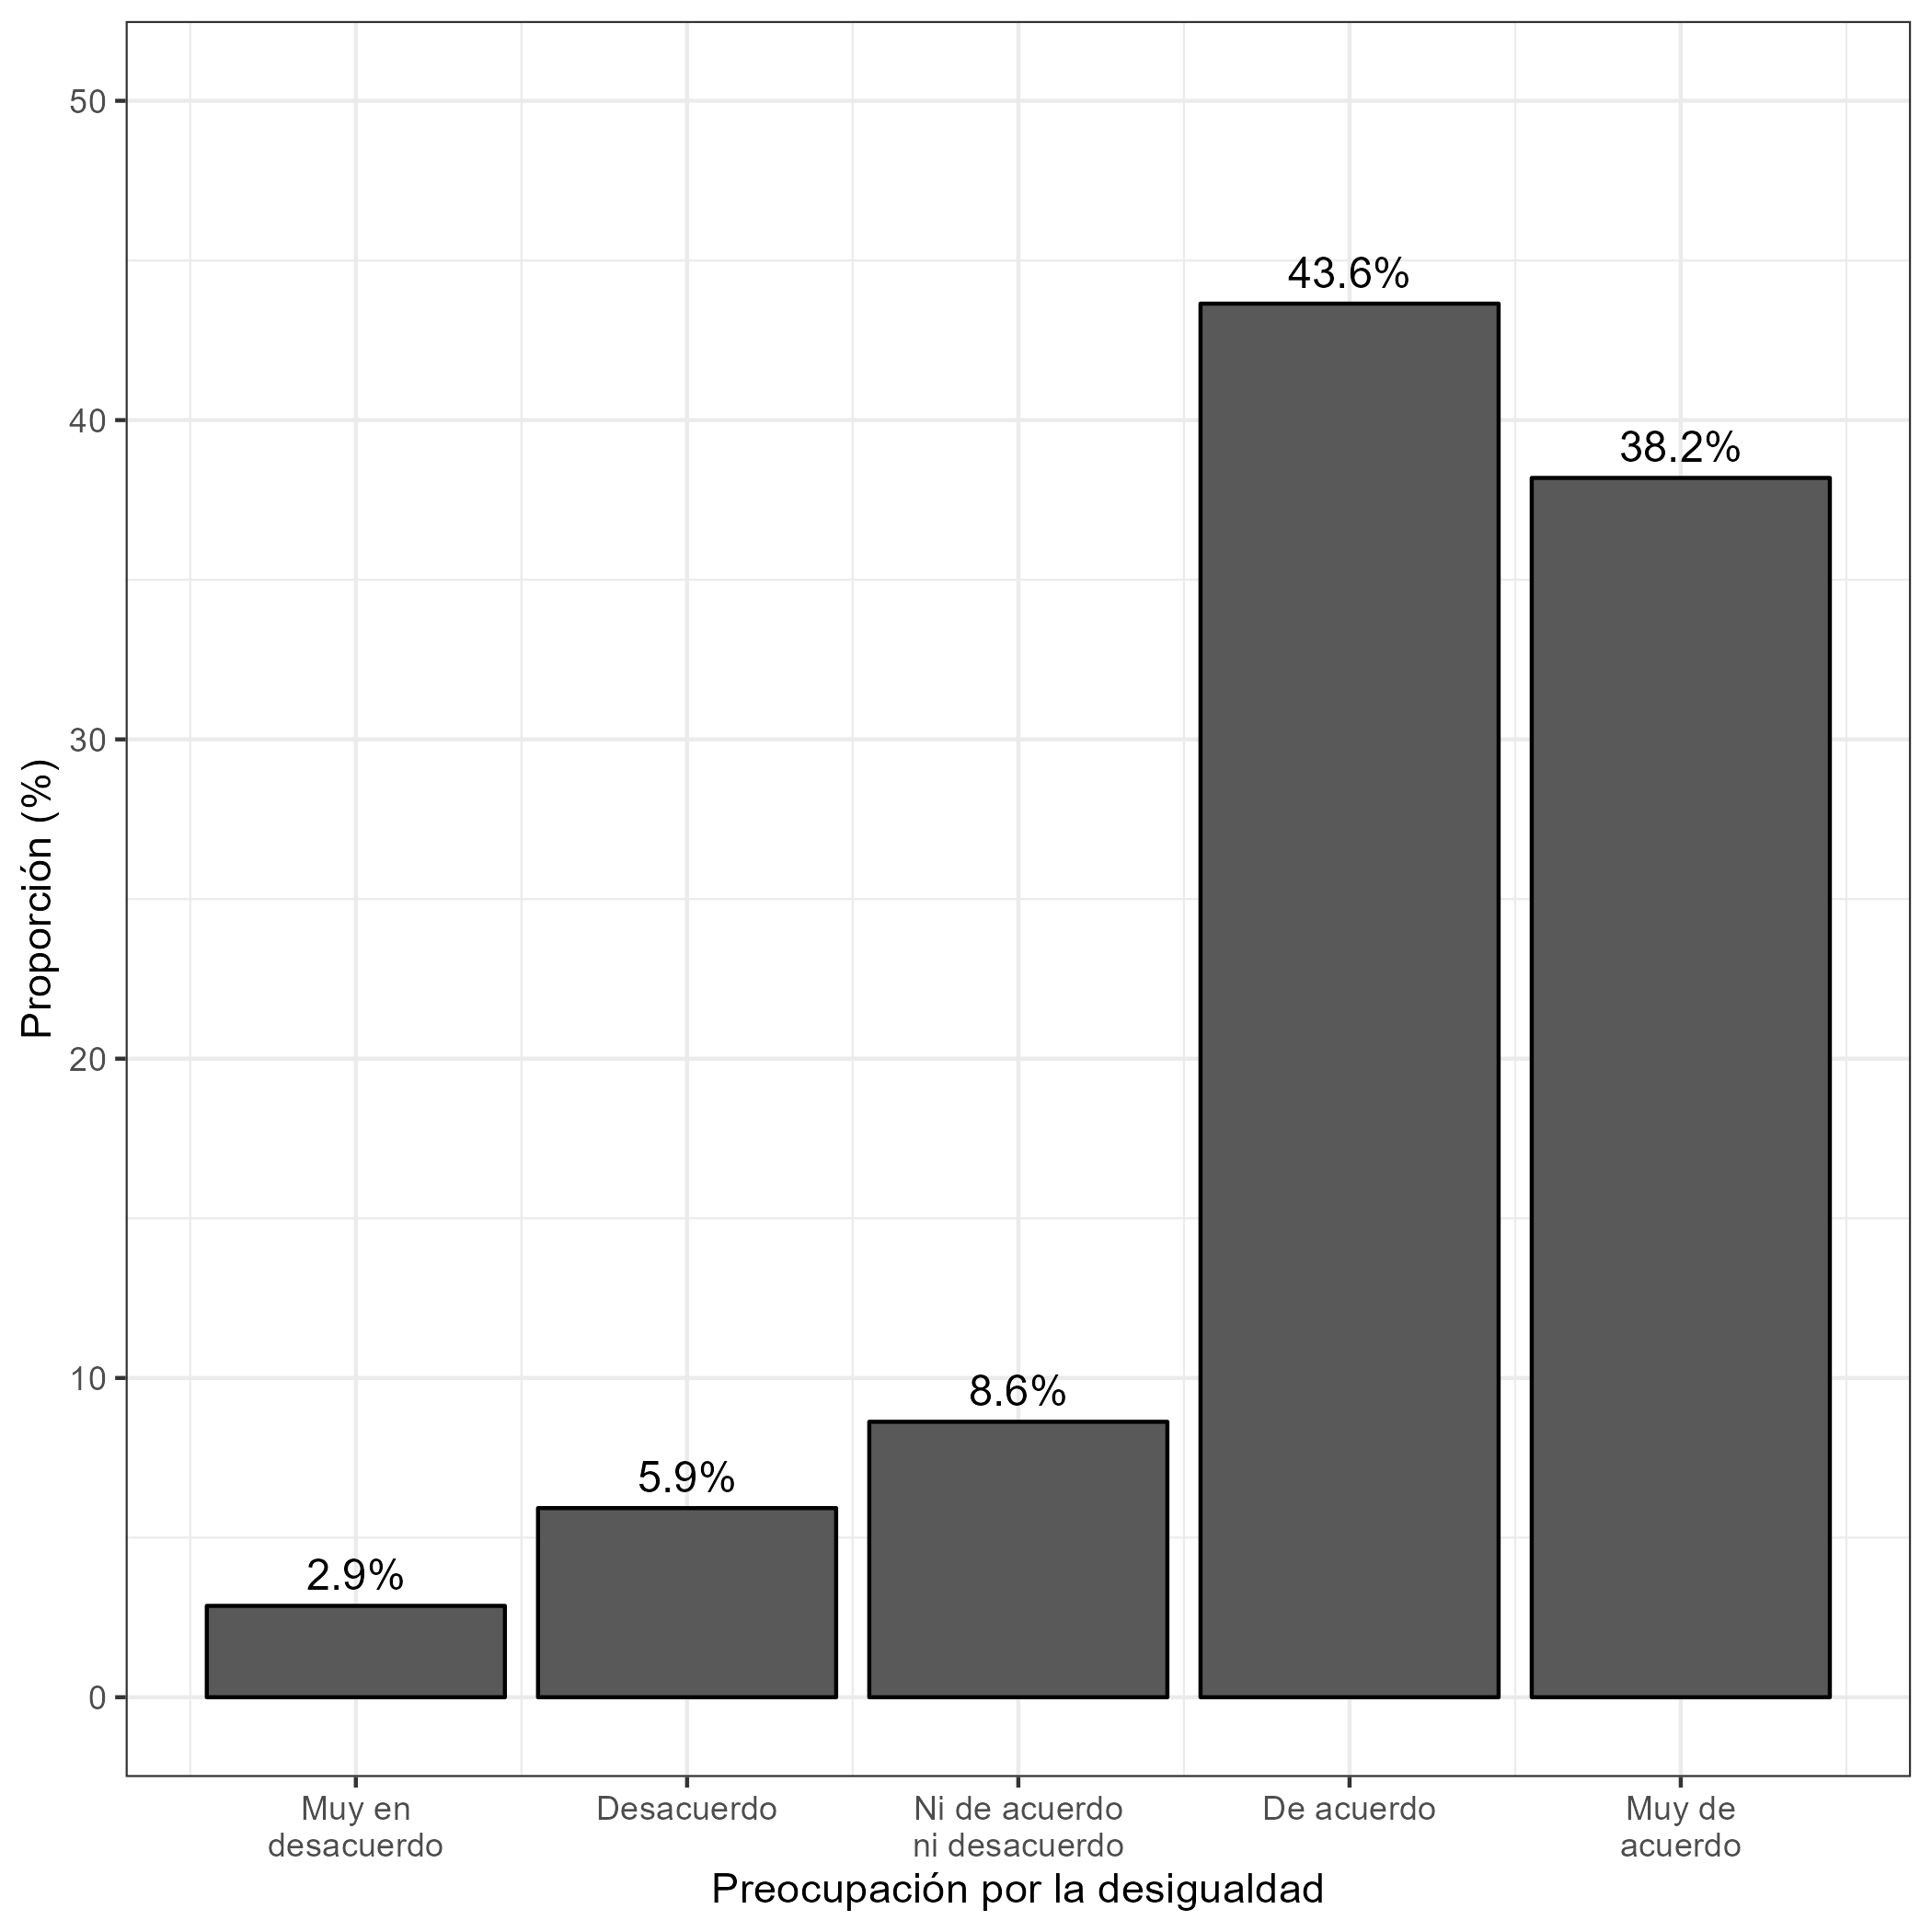 50
40
30
20
10
0
Proporción (%)
2.9%
5.9%
8.6%
43.6%
38.2%
Muy en
desacuerdo
Desacuerdo
Ni de acuerdo
ni desacuerdo
De acuerdo
Muy de
acuerdo
Preocupación por la desigualdad